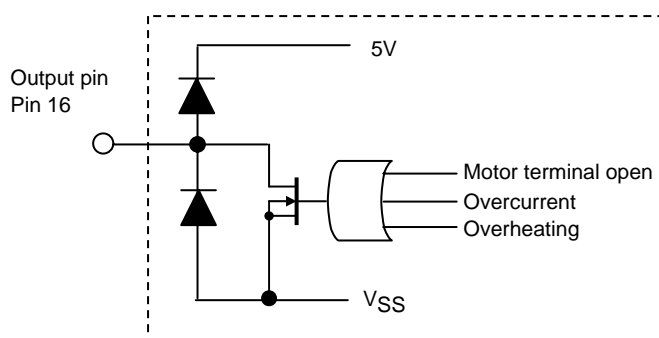 5V
Output pin
Pin 16
Motor terminal open
Overcurrent
Overheating
VSS